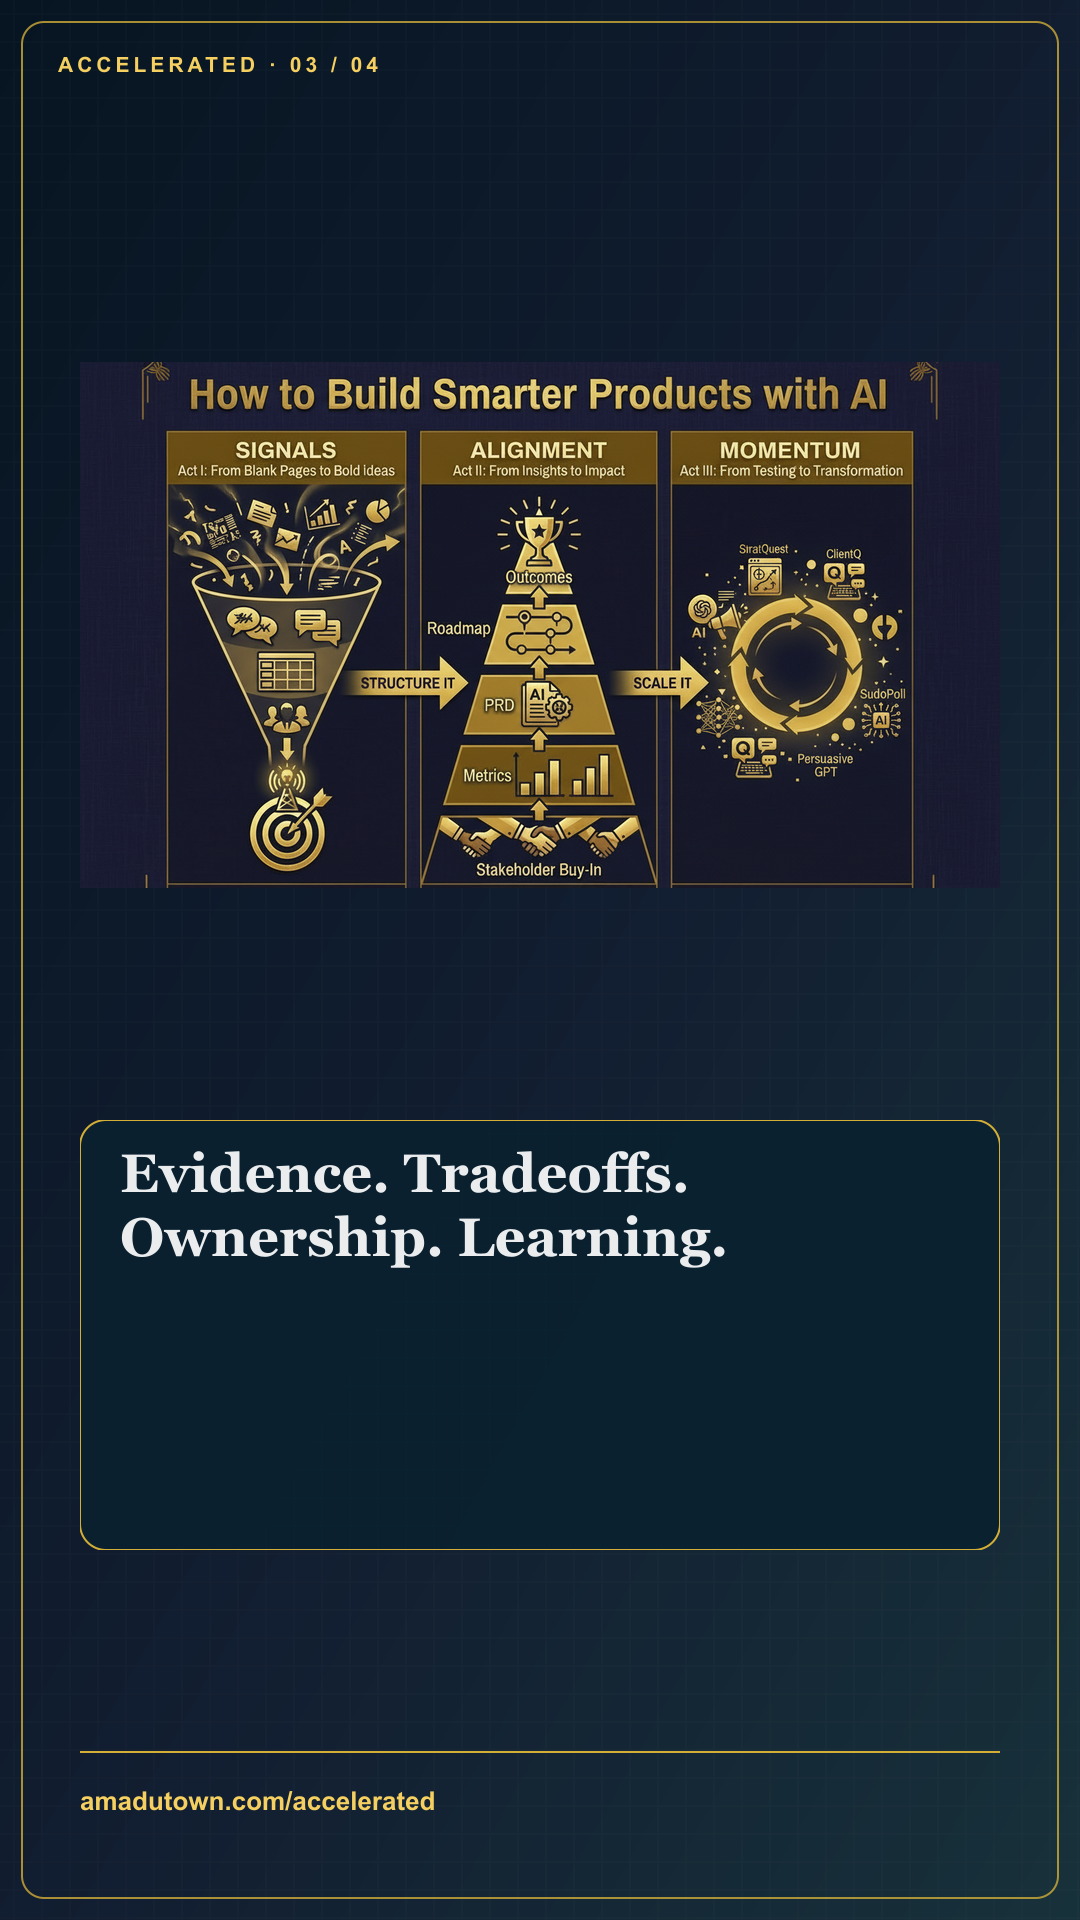 ACCELERATED · 03 / 04
How to Build Smarter Products with AI
SIGNALS
Act I: From Blank Pages to Bold Ideas
ALIGNMENT
Act II: From Insights to Impact
MOMENTUM
Act III: From Testing to Transformation
Outcomes
Roadmap
STRUCTURE IT
PRD
AI
Metrics
Stakeholder Buy-In
SCALE IT
StratQuest
ClientQ
Q
AI
SudoPoll
AI
Q
Persuasive
GPT
Evidence. Tradeoffs.
Ownership. Learning.
amadutown.com/accelerated